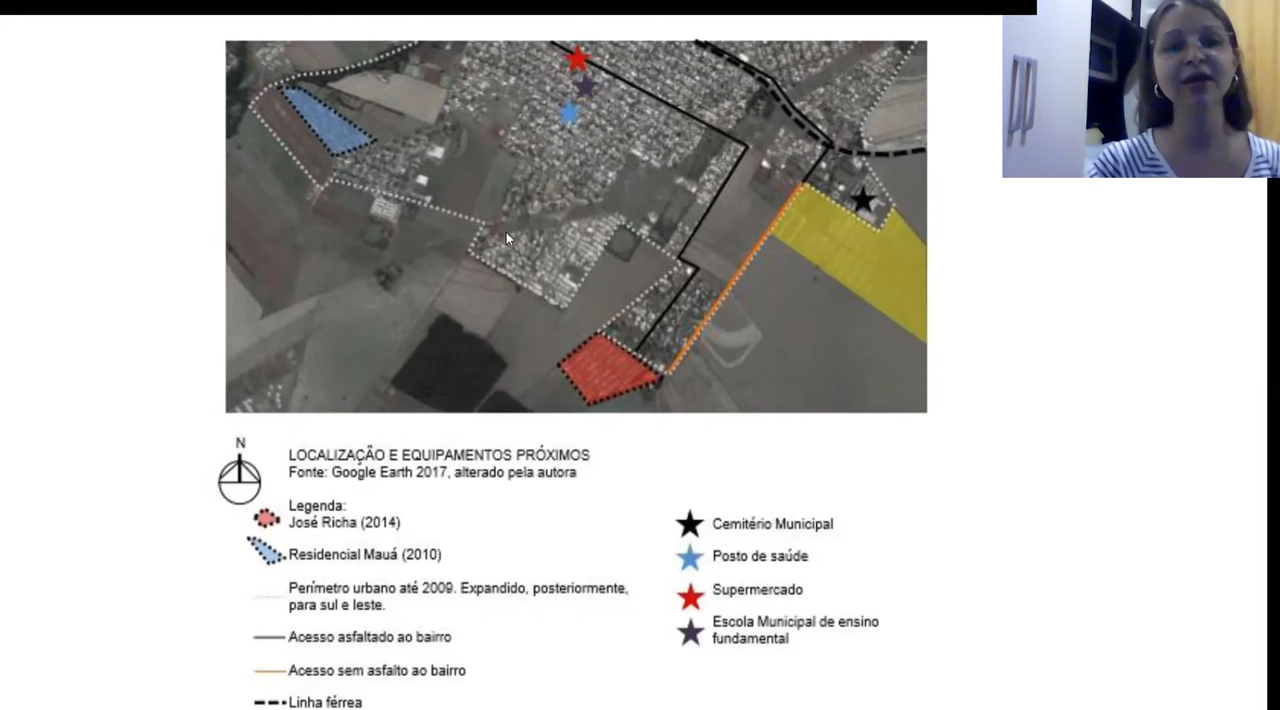 N
LOCALIZAÇÃO E EQUIPAMENTOS PRÓXIMOS
Fonte: Google Earth 2017, alterado pela autora
Legenda:
José Richa (2014)
Residencial Mauá (2010)
Perímetro urbano até 2009. Expandido, posteriormente,
para sul e leste.
Acesso asfaltado ao bairro
Acesso sem asfalto ao bairro
Linha férrea
Cemitério Municipal
Posto de saúde
Supermercado
Escola Municipal de ensino
fundamental